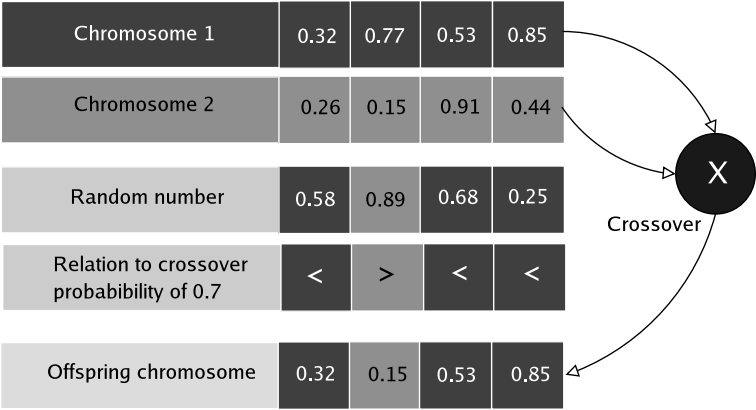 Chromosome 1 0.32 0.77 0.53 0.85
Chromosome 2 0.26 0.15 0.91 0.44
X
Random number 0.58 0.89 0.68 0.25
Crossover
Relation to crossover
probabibility of 0.7 < > < <
Offspring chromosome 0.32 0.15 0.53 0.85